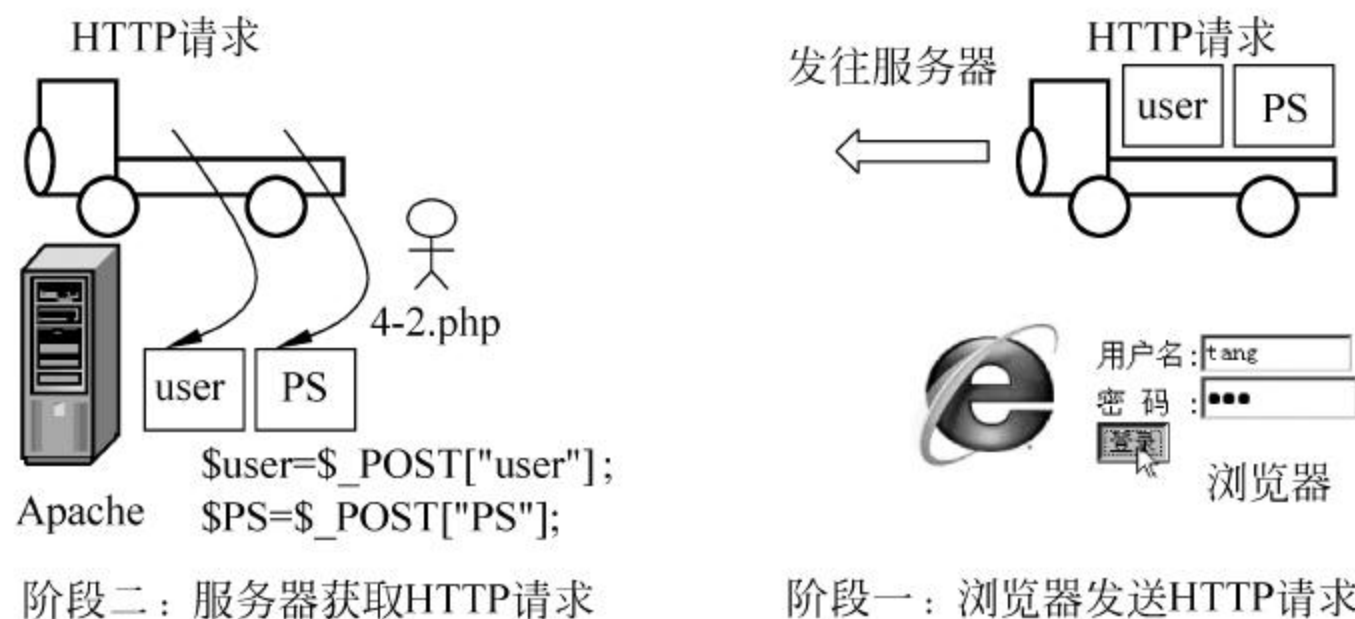 HTTP请求
4-2.php
user
PS
$user=$_POST["user"];
$PS=$_POST["PS"];
Apache
阶段二：服务器获取HTTP请求
HTTP请求
发往服务器
user
PS
用户名:tang
密 码 :●●●
登录
浏览器
阶段一：浏览器发送HTTP请求